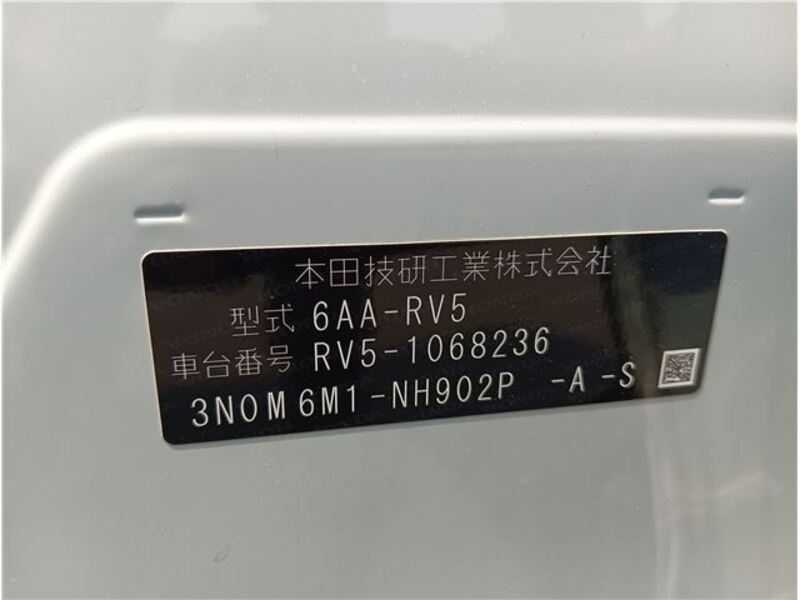 本田技研工業株式会社
型式 6AA-RV5
車台番号 RV5-1068236
3N0M6M1-NH902P -A-S